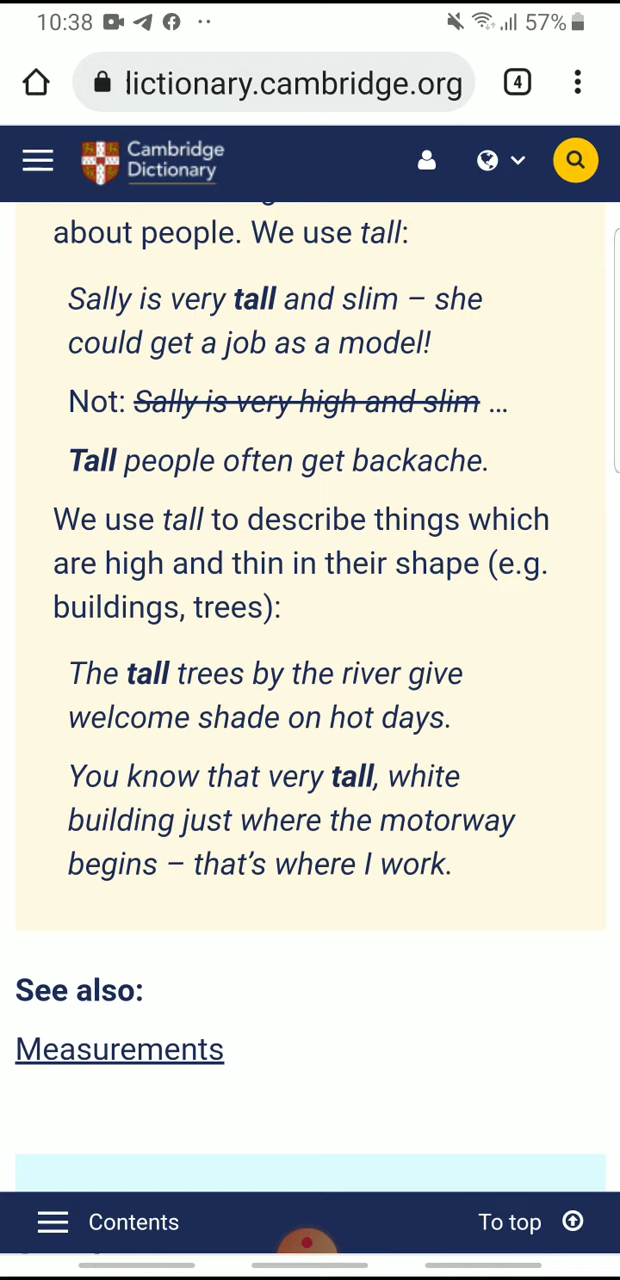 10:38 57%
lictionary.cambridge.org 4
Cambridge
Dictionary
about people. We use tall:
Sally is very tall and slim – she
could get a job as a model!
Not: Sally is very high and slim ...
Tall people often get backache.
We use tall to describe things which
are high and thin in their shape (e.g.
buildings, trees):
The tall trees by the river give
welcome shade on hot days.
You know that very tall, white
building just where the motorway
begins – that's where I work.
See also:
Measurements
Contents To top